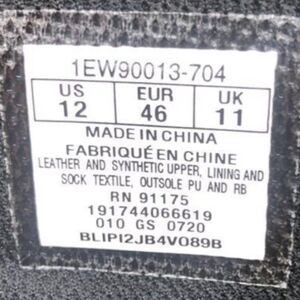 1EW90013-704
US EUR UK
12 46 11
MADE IN CHINA
FABRIQUÉ EN CHINE
LEATHER AND SYNTHETIC UPPER, LINING AND
SOCK TEXTILE, OUTSOLE PU AND RB
RN 91175
191744066619
010 GS 0720
BLIPI2JB4V089B